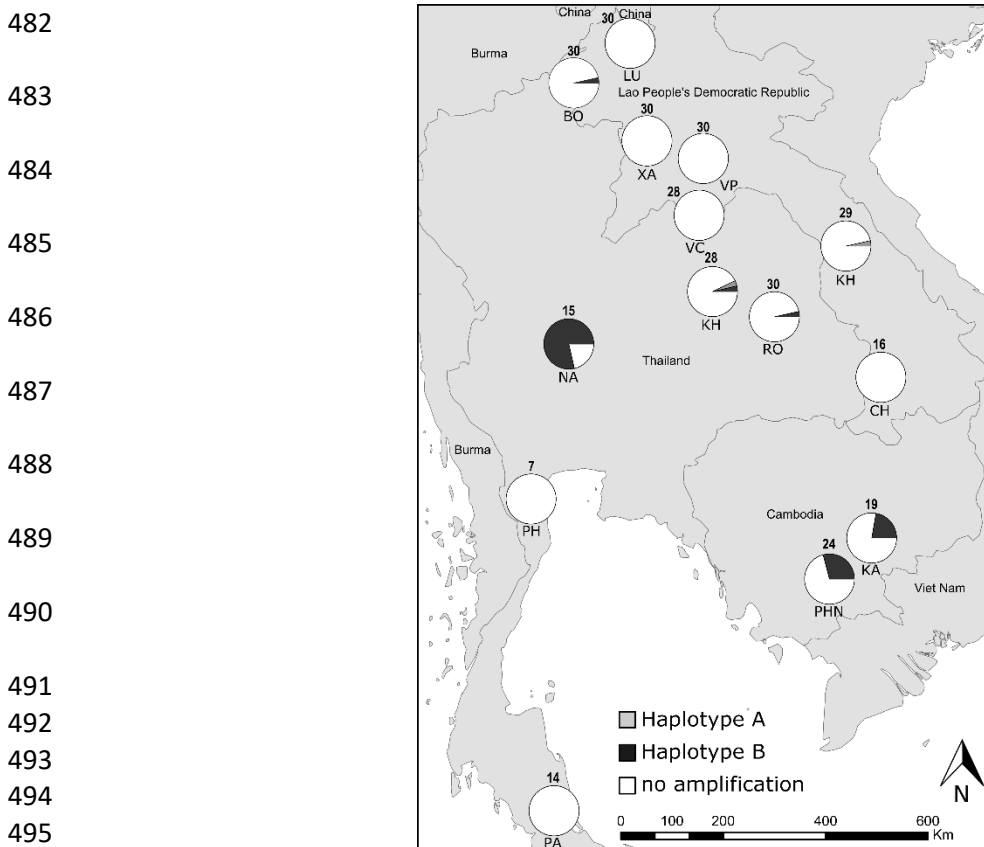 482
483
484
485
486
487
488
489
490
491
492
493
494
495
China
China
30
Burma
30
LU
Lao People's Democratic Republic
BO
30
30
XA
VP
28
29
VC
28
KH
30
KH
15
RO
16
Thailand
NA
CH
Burma
7
19
Cambodia
PH
24
KA
Viet Nam
PHN
Haplotype A
Haplotype B
no amplification
14
N
PA
0 100 200 400 600
Km